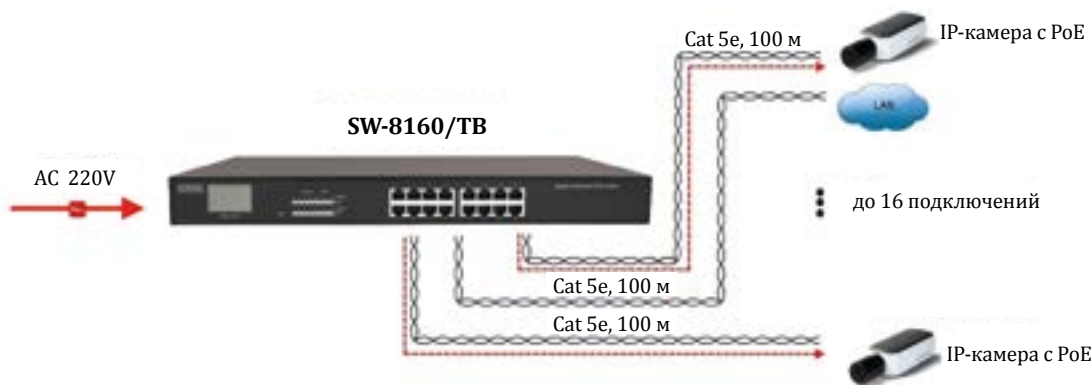 Cat 5e, 100 м
IP-камера с PoE
LAN
SW-8160/TB
AC 220V
до 16 подключений
Cat 5e, 100 м
Cat 5e, 100 м
IP-камера с PoE